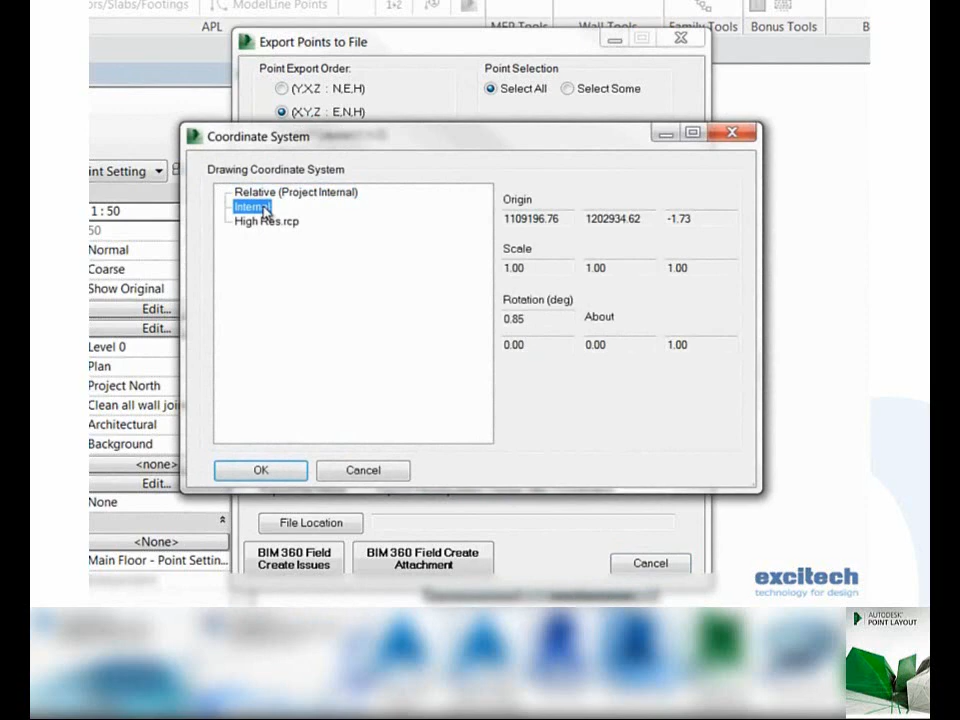 rs/Slabs/Footings
ModelLine Points
1+2
APL
MEP Tools
Wall Tools
Family Tools
Bonus Tools
Export Points to File
Point Export Order:
Point Selection
(Y,X,Z : N,E,H)
Select All
Select Some
(X,Y,Z : E,N,H)
Coordinate System
Drawing Coordinate System
Relative (Project Internal)
Internal
High Res.rcp
Origin
1109196.76 1202934.62 -1.73
Scale
1.00 1.00 1.00
Rotation (deg)
0.85
About
0.00 0.00 1.00
OK
Cancel
int Setting
1 : 50
50
Normal
Coarse
Show Original
Edit...
Edit...
Level 0
Plan
Project North
Clean all wall join
Architectural
Background
<none>
Edit...
None
<None>
Main Floor - Point Settin...
File Location
BIM 360 Field
Create Issues
BIM 360 Field Create
Attachment
Cancel
excitech
technology for design
AUTODESK
POINT LAYOUT